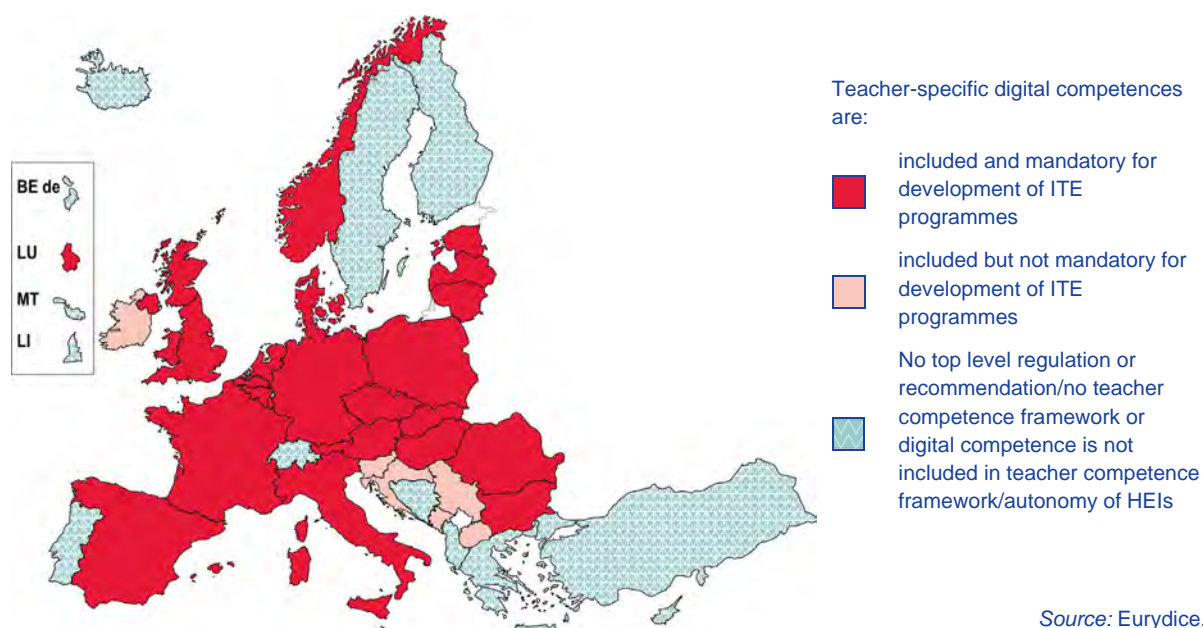 BE de
LU
MT
LI
Teacher-specific digital competences
are:
included and mandatory for
development of ITE
programmes
included but not mandatory for
development of ITE
programmes
No top level regulation or
recommendation/no teacher
competence framework or
digital competence is not
included in teacher competence
framework/autonomy of HEIs
Source: Eurydice.